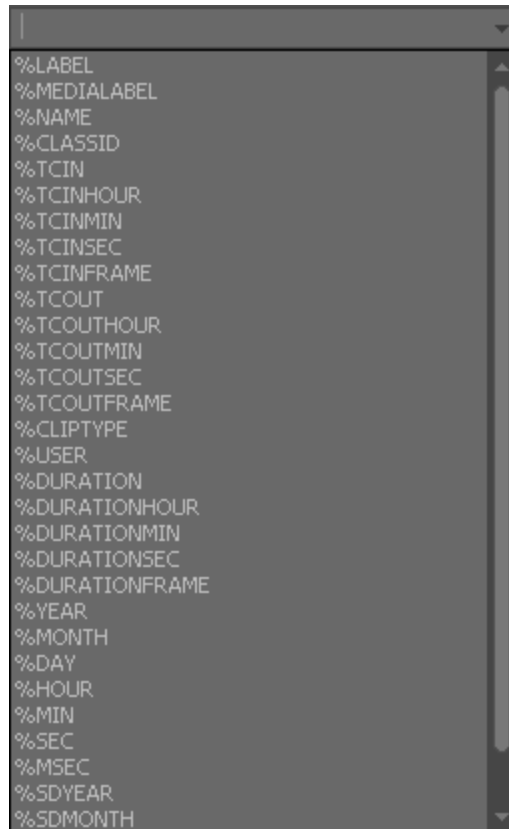 %LABEL
%MEDIALABEL
%NAME
%CLASSID
%TCIN
%TCINHOUR
%TCINMIN
%TCINSEC
%TCINFRAME
%TCOUT
%TCOUTHOUR
%TCOUTMIN
%TCOUTSEC
%TCOUTFRAME
%CLIPTYPE
%USER
%DURATION
%DURATIONHOUR
%DURATIONMIN
%DURATIONSEC
%DURATIONFRAME
%YEAR
%MONTH
%DAY
%HOUR
%MIN
%SEC
%MSEC
%SDYEAR
%SDMONTH